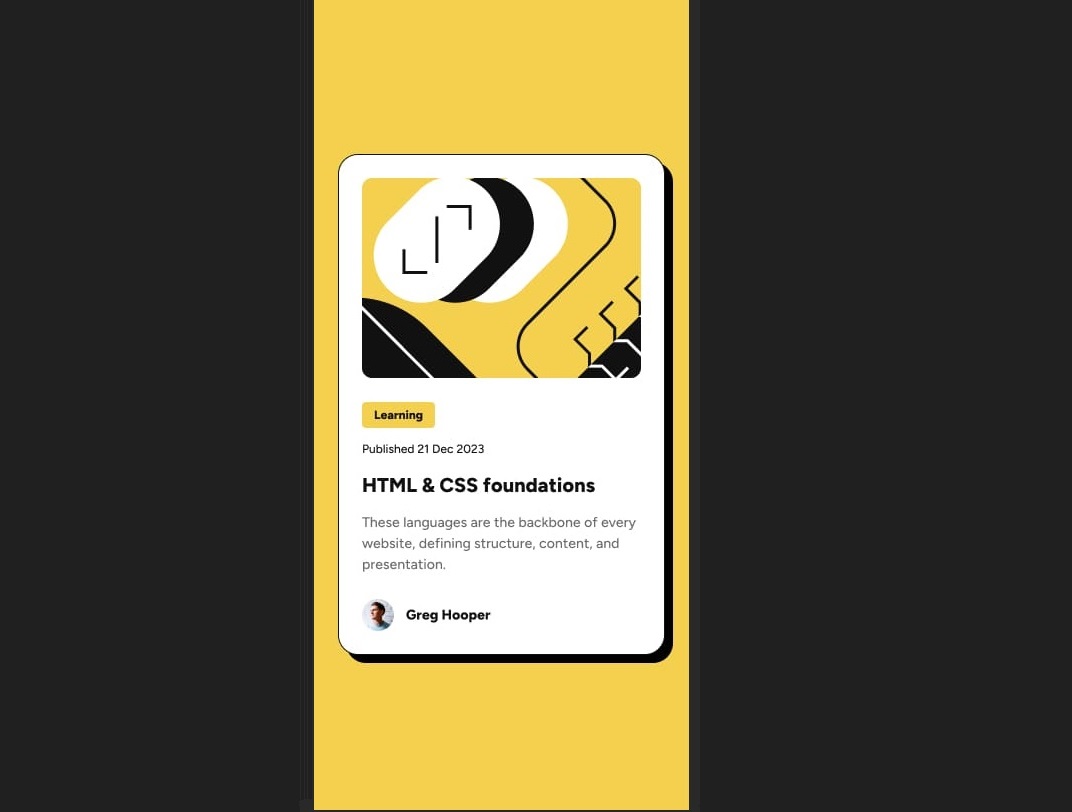 Learning
Published 21 Dec 2023
HTML & CSS foundations
These languages are the backbone of every
website, defining structure, content, and
presentation.
Greg Hooper